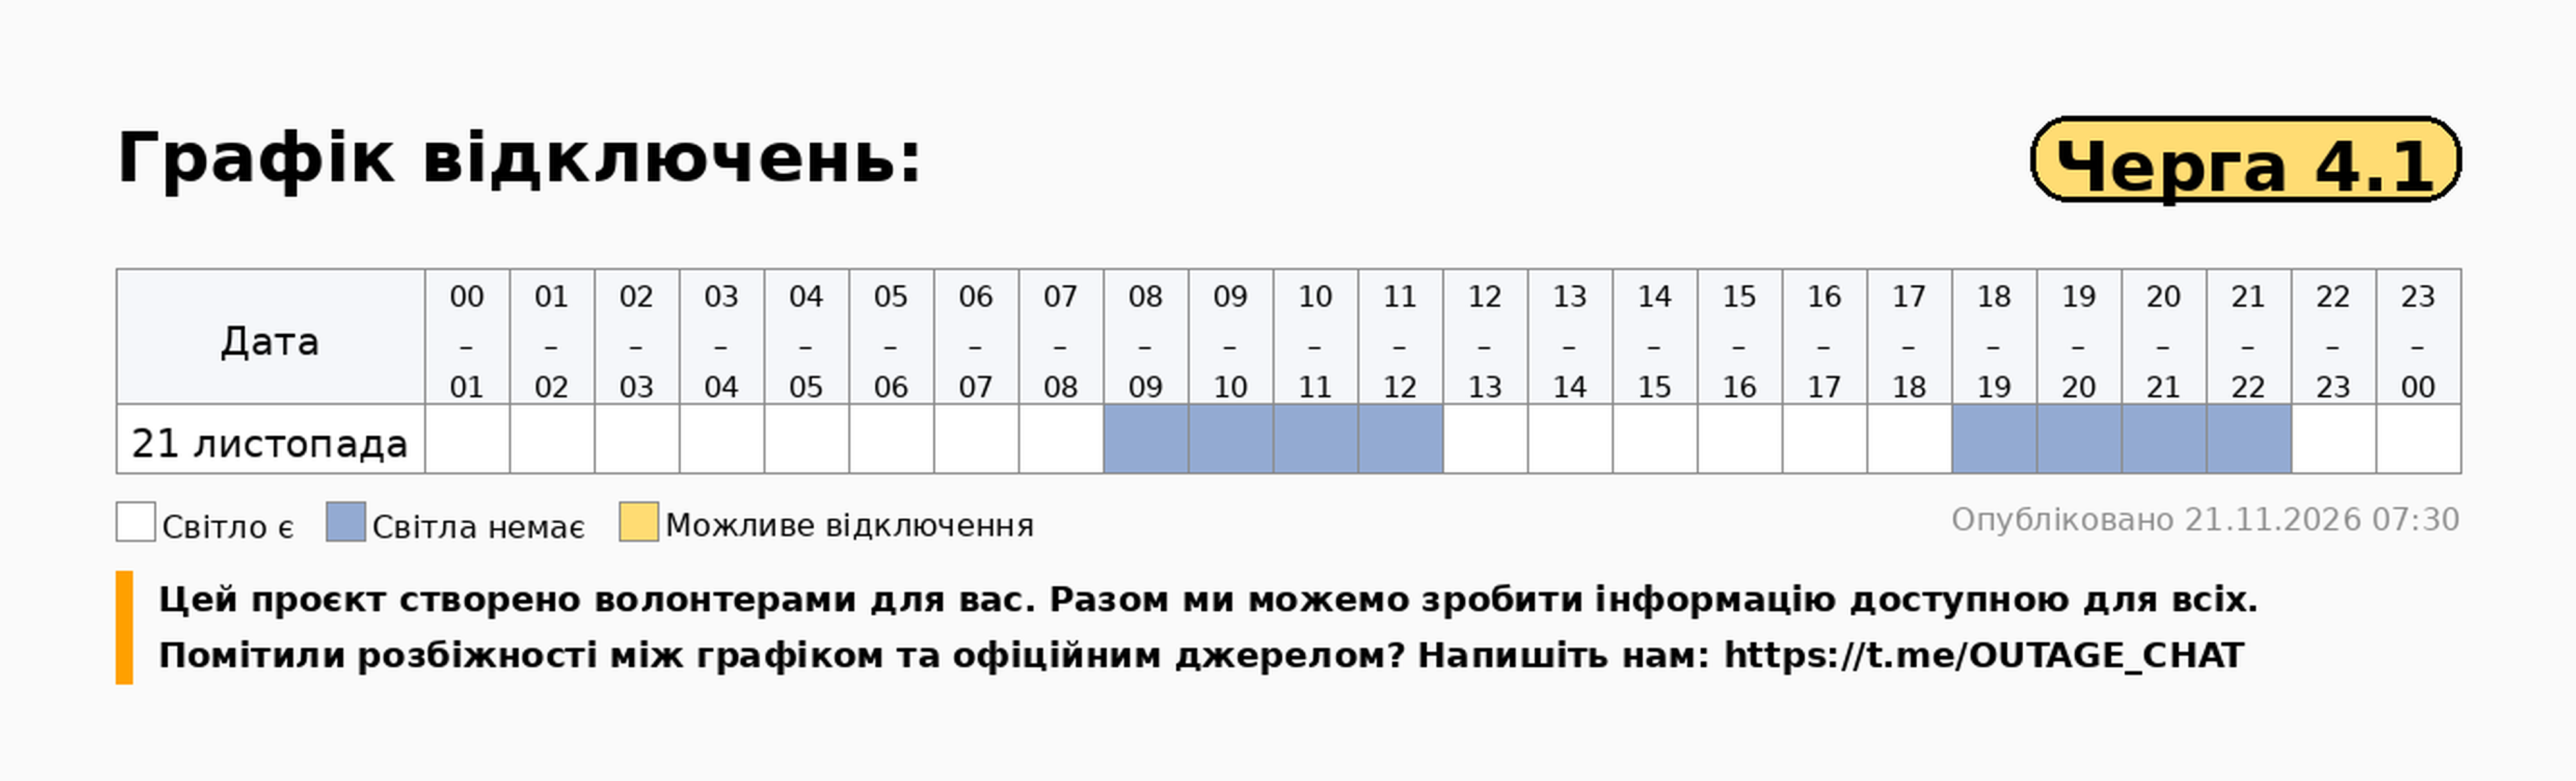 Графік відключень:
Черга 4.1
Дата
00 – 01
01 – 02
02 – 03
03 – 04
04 – 05
05 – 06
06 – 07
07 – 08
08 – 09
09 – 10
10 – 11
11 – 12
12 – 13
13 – 14
14 – 15
15 – 16
16 – 17
17 – 18
18 – 19
19 – 20
20 – 21
21 – 22
22 – 23
23 – 00
21 листопада
Світло є
Світла немає
Можливе відключення
Опубліковано 21.11.2026 07:30
Цей проєкт створено волонтерами для вас. Разом ми можемо зробити інформацію доступною для всіх.
Помітили розбіжності між графіком та офіційним джерелом? Напишіть нам: https://t.me/OUTAGE_CHAT